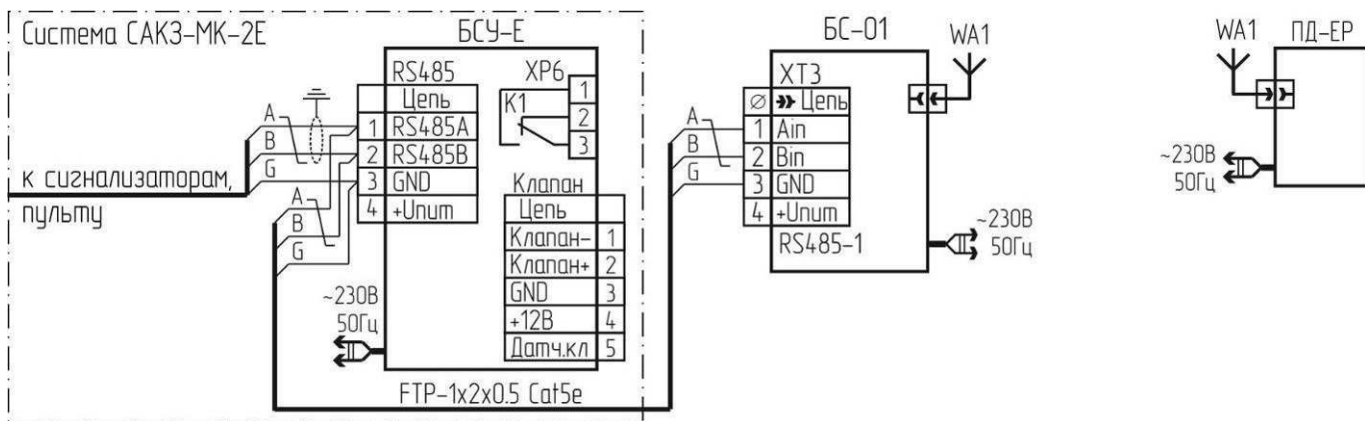 Система САКЗ-МК-2Е
БСУ-Е
RS485
Цепь
1 RS485A
2 RS485B
3 GND
4 +Uпит
XP6
K1
1
2
3
A
B
G
к сигнализаторам,
пульту
A
B
G
Клапан
Цепь
Клапан- 1
Клапан+ 2
GND 3
+12В 4
Датч.кл 5
~230В
50Гц
FTP-1x2x0.5 Cat5e
БС-01
WA1
XT3
Ø Цепь
1 Ain
2 Bin
3 GND
4 +Uпит
RS485-1
A
B
G
~230В
50Гц
WA1
ПД-ЕР
~230В
50Гц